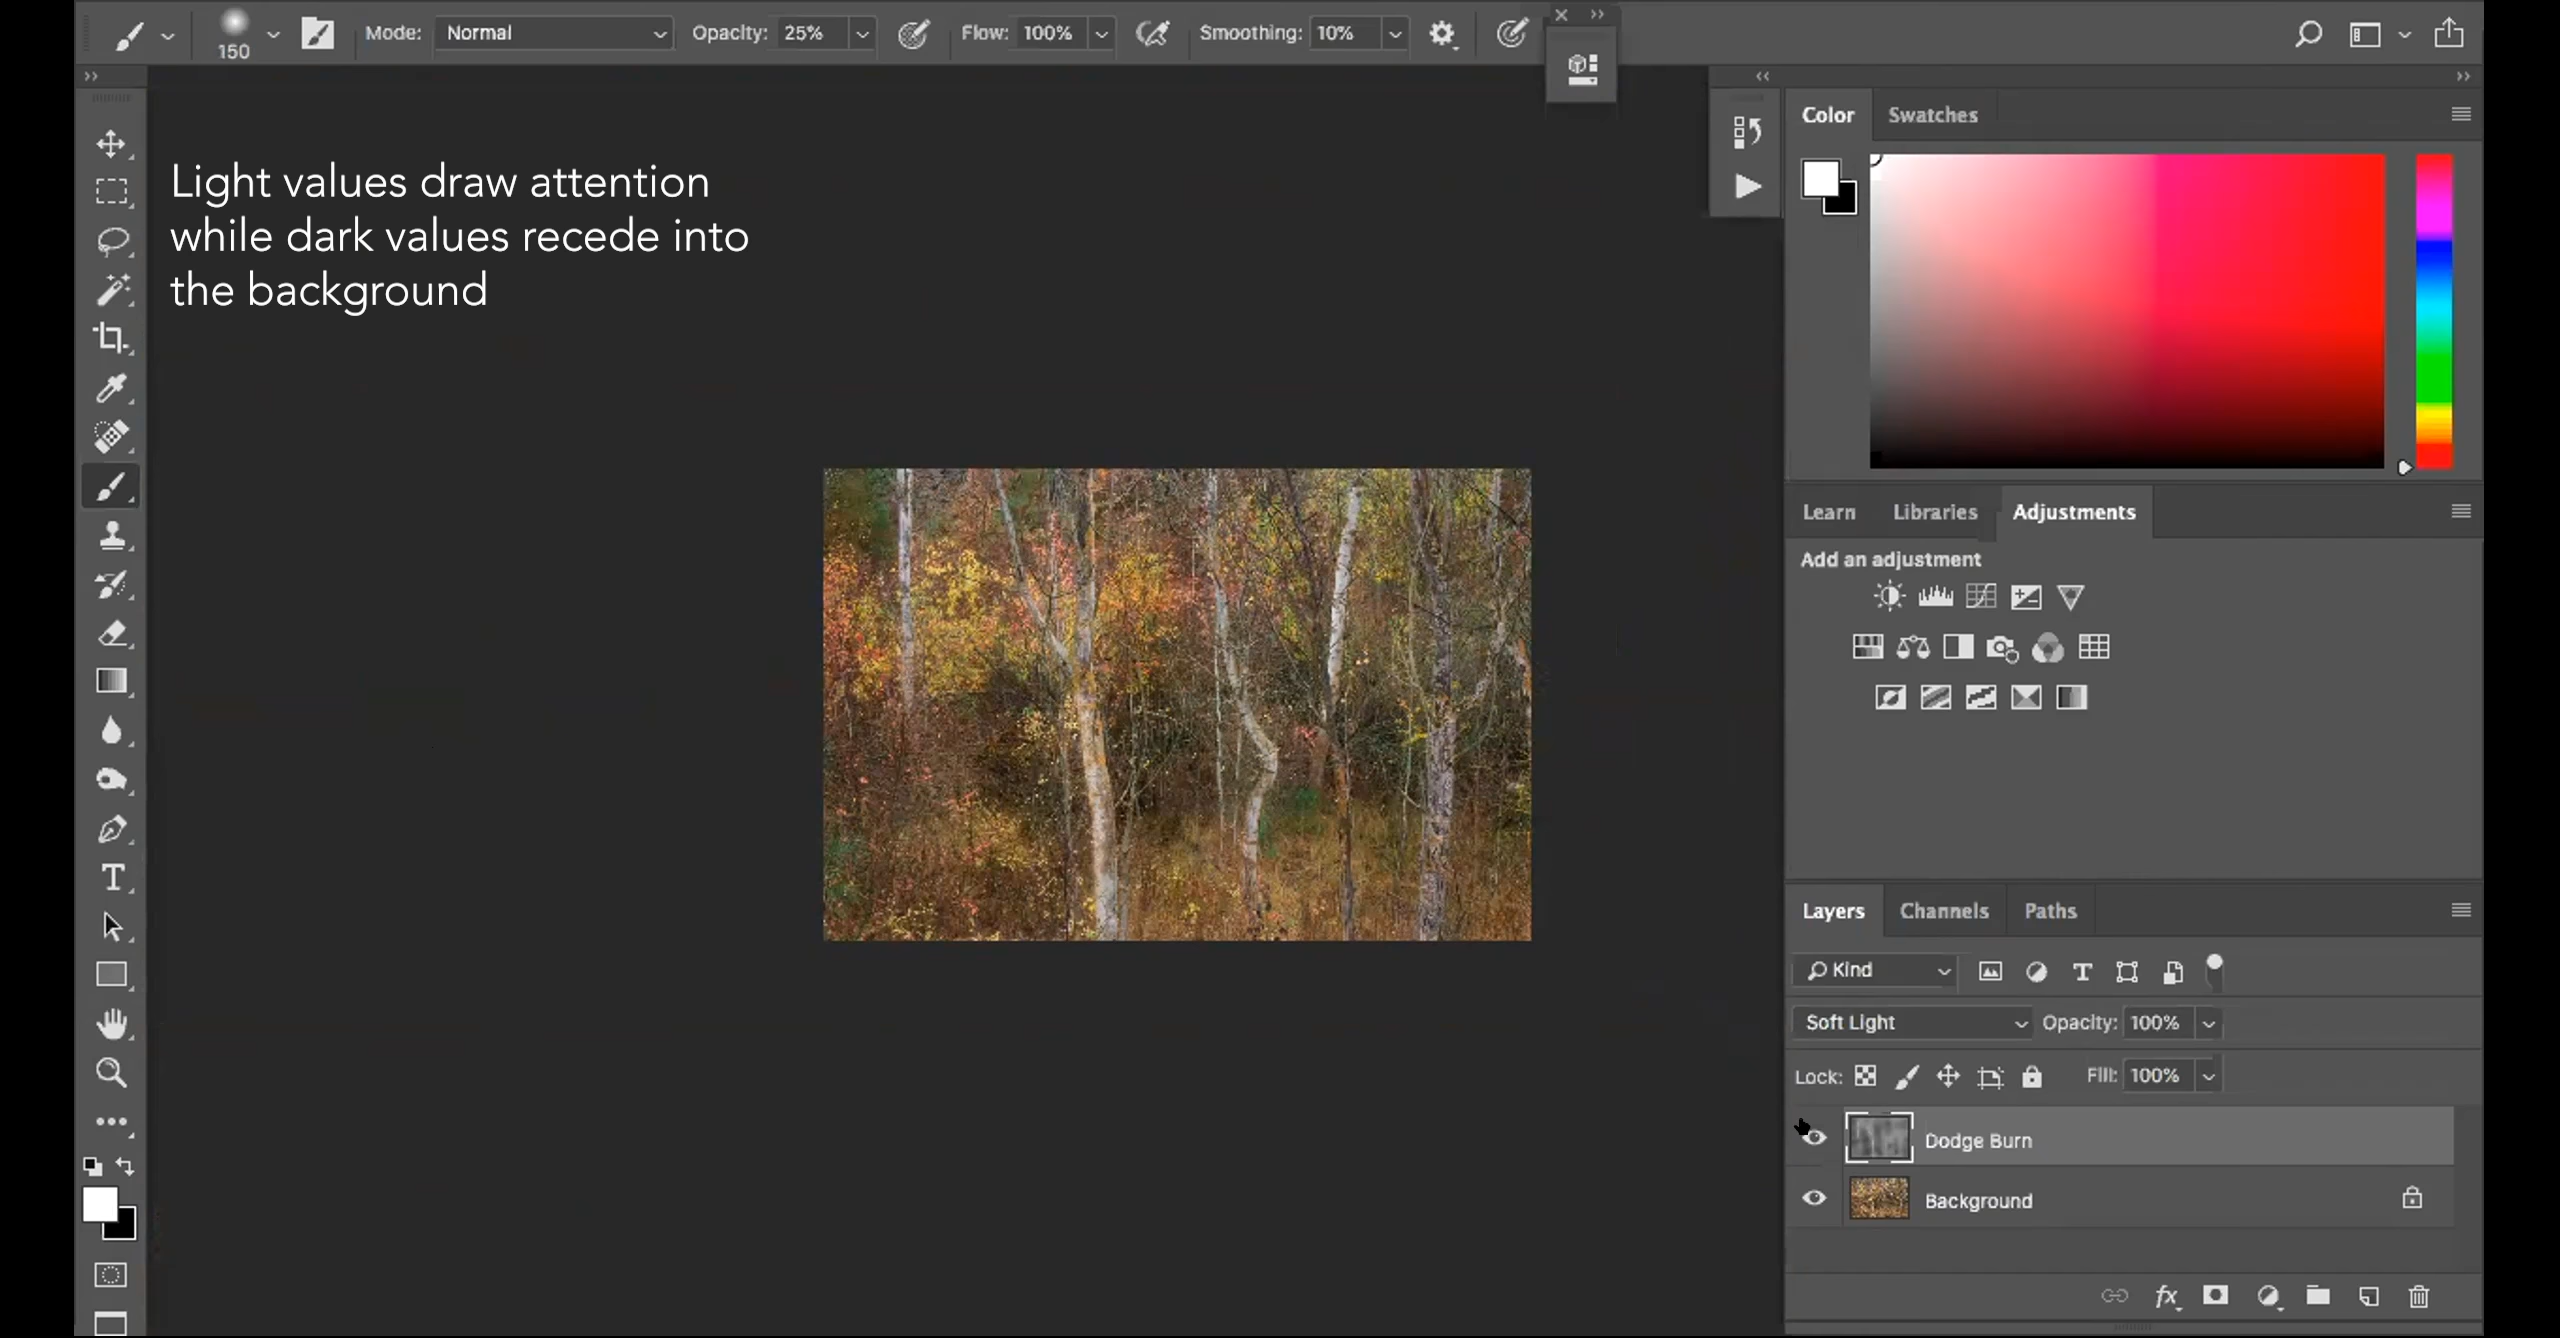 150
Mode: Normal
Opacity: 25%
Flow: 100%
Smoothing: 10%
Light values draw attention
while dark values recede into
the background
Color Swatches
Learn Libraries Adjustments
Add an adjustment
Layers Channels Paths
Kind
Soft Light
Opacity: 100%
Lock:
Fill: 100%
Dodge Burn
Background